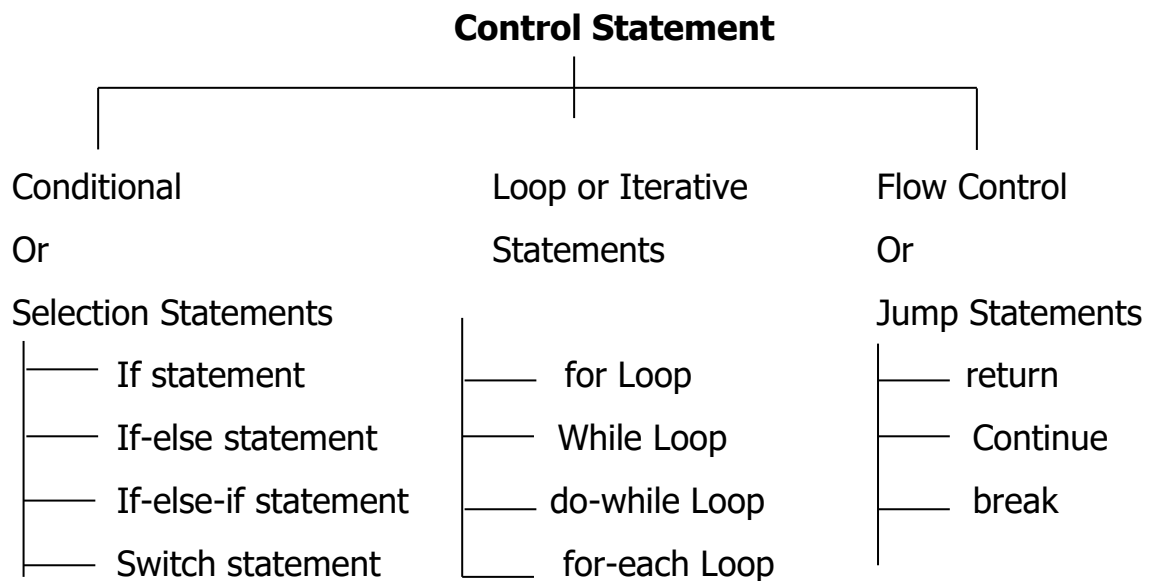 Control Statement
Conditional
Or
Selection Statements
If statement
If-else statement
If-else-if statement
Switch statement
Loop or Iterative
Statements
for Loop
While Loop
do-while Loop
for-each Loop
Flow Control
Or
Jump Statements
return
Continue
break